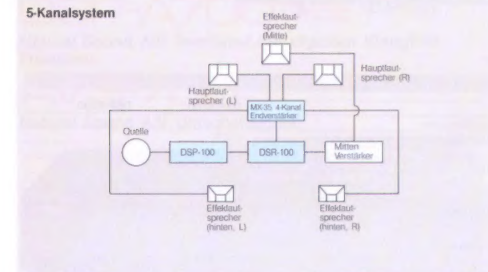 5-Kanalsystem
Effektlaut-
sprecher
(Mitte)
Hauptlaut-
sprecher (L)
Hauptlaut-
sprecher (R)
MX-35 4-Kanal
Endverstärker
Quelle
DSP-100
DSR-100
Mitten
Verstärker
Effektlaut-
sprecher
(hinten, L)
Effektlaut-
sprecher
(hinten, R)